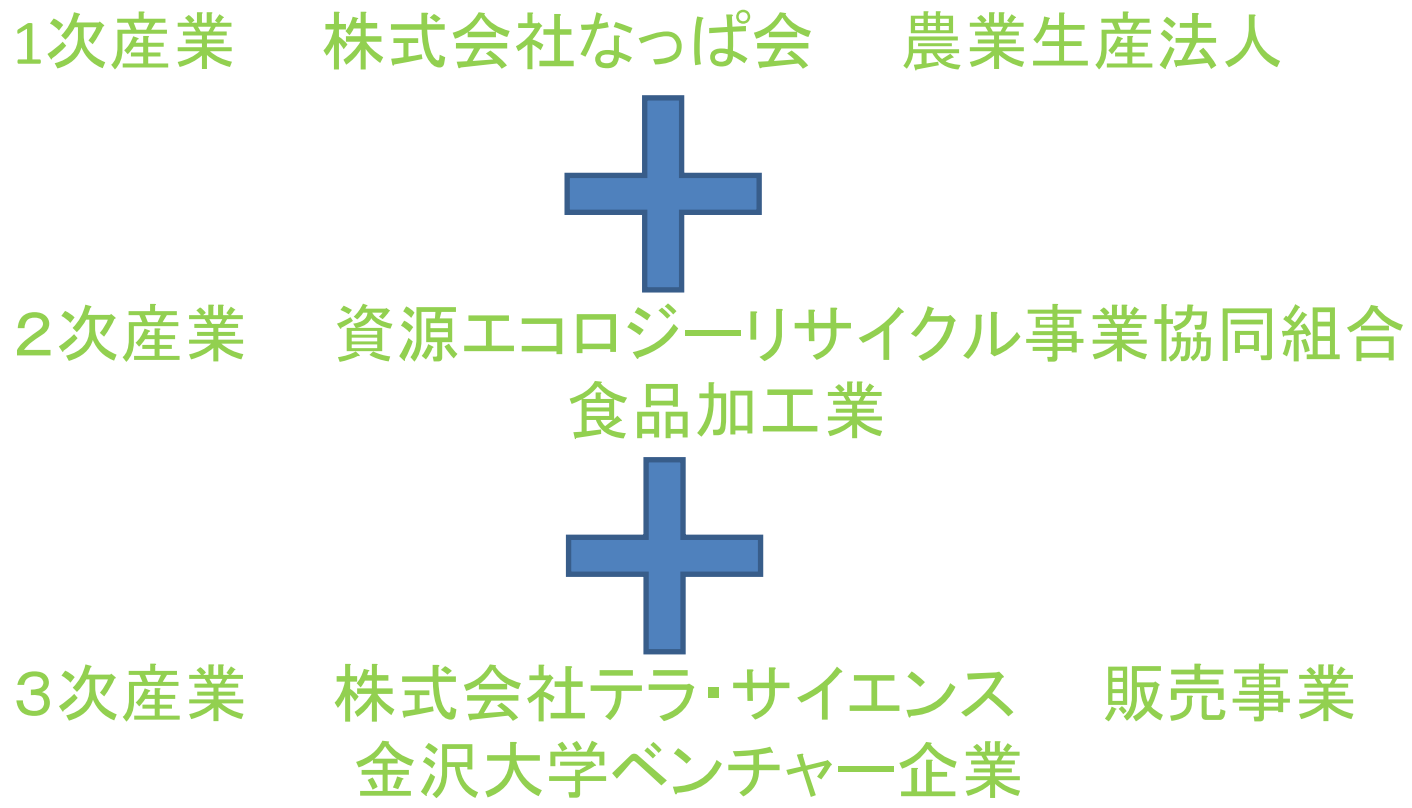 1次産業　株式会社なっぱ会　農業生産法人
２次産業　資源エコロジーリサイクル事業協同組合
食品加工業
３次産業　株式会社テラ・サイエンス　販売事業
金沢大学ベンチャー企業